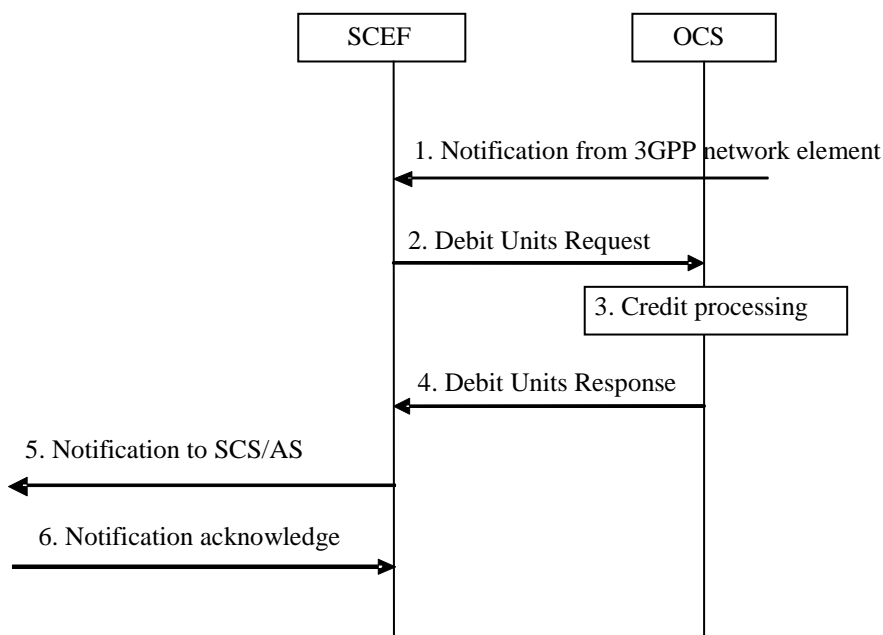 SCEF
OCS
1. Notification from 3GPP network element
2. Debit Units Request
3. Credit processing
4. Debit Units Response
5. Notification to SCS/AS
6. Notification acknowledge